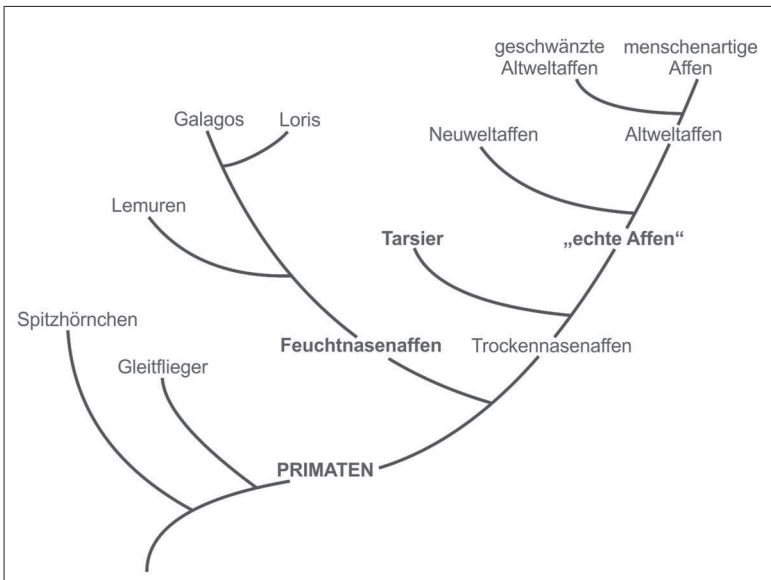 geschwänzte
Altweltaffen
menschenartige
Affen
Galagos
Loris
Neuweltaffen
Altweltaffen
Lemuren
Tarsier
„echte Affen“
Spitzhörnchen
Feuchtnasenaffen
Trockennasenaffen
Gleitflieger
PRIMATEN